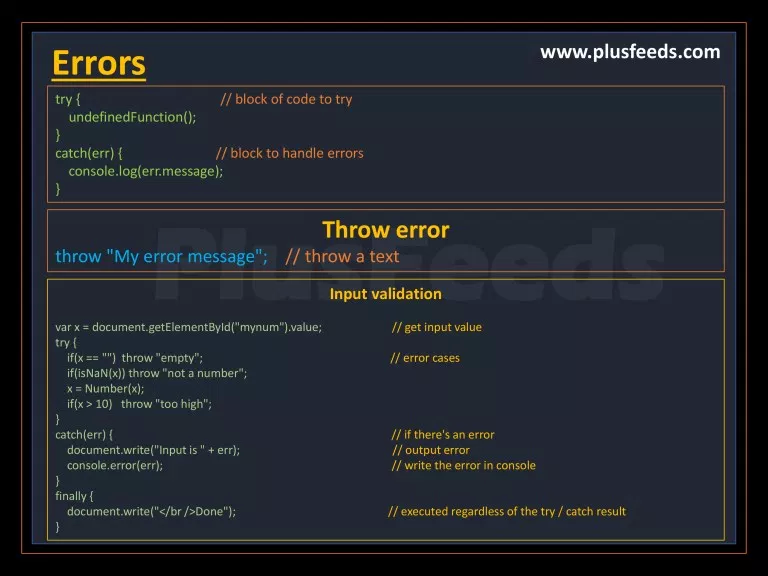 Errors
www.plusfeeds.com
try { // block of code to try
undefinedFunction();
}
catch(err) { // block to handle errors
console.log(err.message);
}
Throw error
throw "My error message"; // throw a text
PlusFeeds
Input validation
var x = document.getElementById("mynum").value; // get input value
try {
if(x == "") throw "empty"; // error cases
if(isNaN(x)) throw "not a number";
x = Number(x);
if(x > 10) throw "too high";
}
catch(err) { // if there's an error
document.write("Input is " + err); // output error
console.error(err); // write the error in console
}
finally {
document.write("</br />Done"); // executed regardless of the try / catch result
}